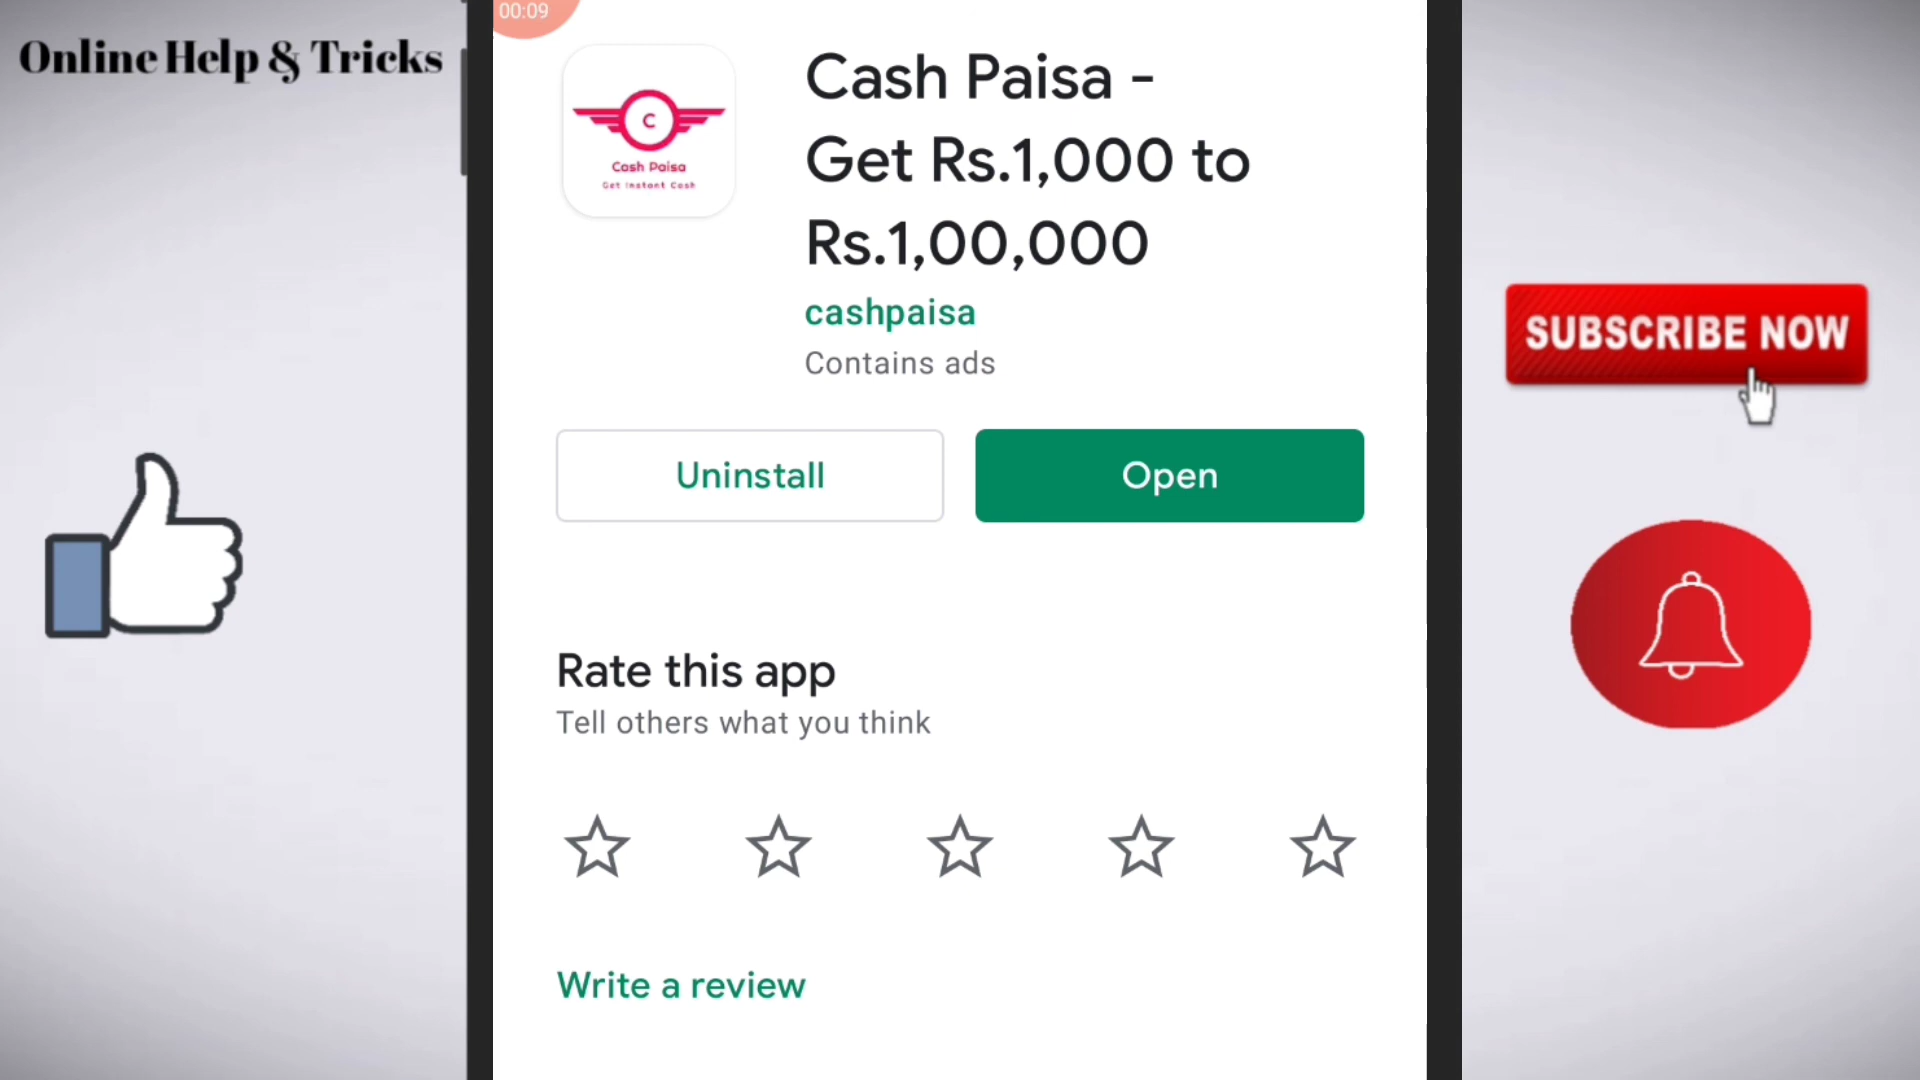 00:09
Online Help & Tricks
C
Cash Paisa
Get Instant Cash
Cash Paisa -
Get Rs.1,000 to
Rs.1,00,000
cashpaisa
Contains ads
Uninstall
Open
SUBSCRIBE NOW
Rate this app
Tell others what you think
Write a review